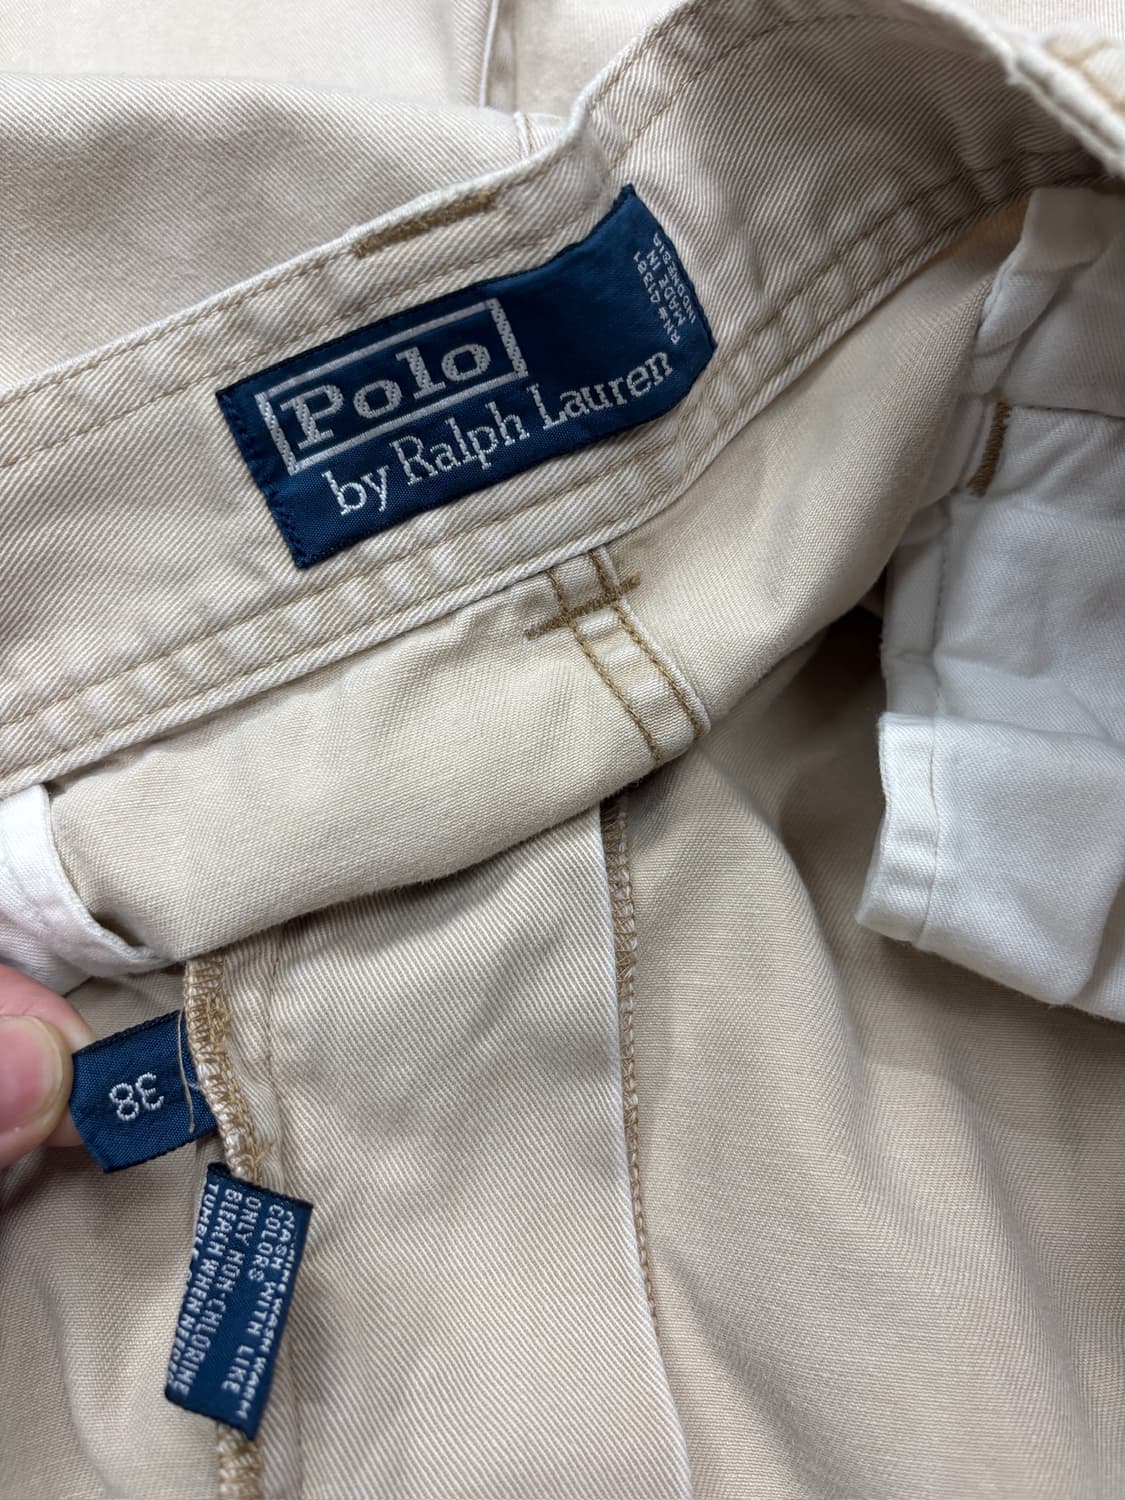 Polo
by Ralph Lauren
RN# 41381
MADE IN
INDONESIA
38
WASH WARM
COLORS WITH LIKE
ONLY NON-CHLORINE
BLEACH WHEN